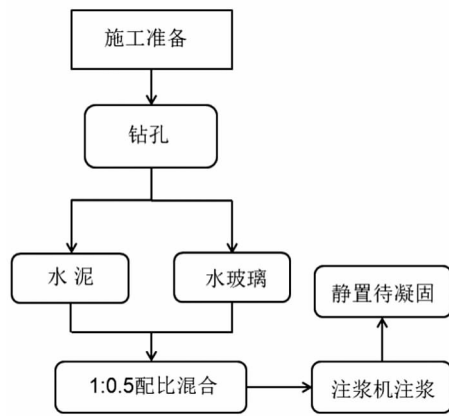 施工准备
钻孔
水 泥
水玻璃
静置待凝固
1:0.5配比混合
注浆机注浆